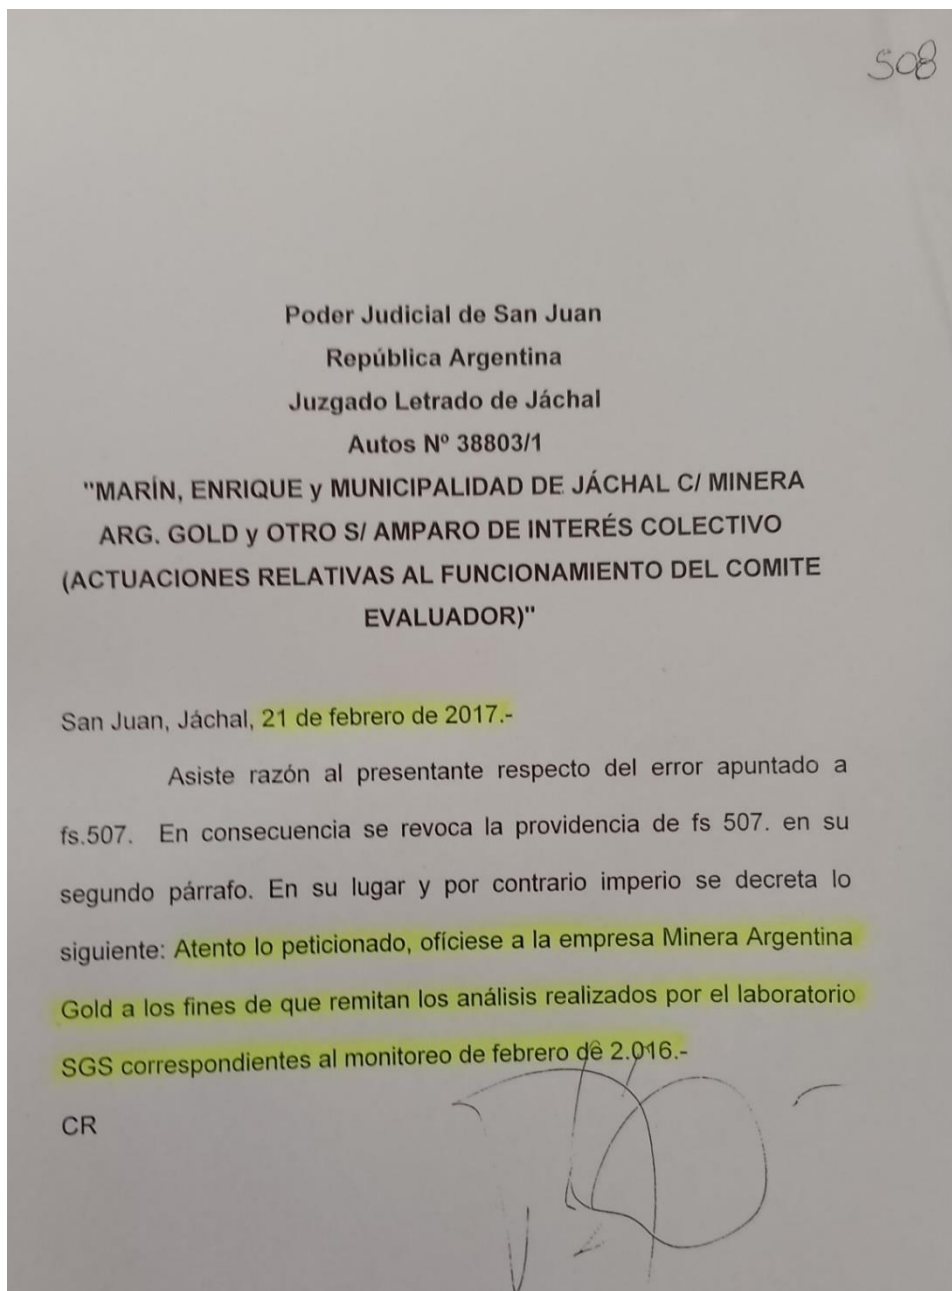 508
Poder Judicial de San Juan
República Argentina
Juzgado Letrado de Jáchal
Autos Nº 38803/1
"MARÍN, ENRIQUE y MUNICIPALIDAD DE JÁCHAL C/ MINERA
ARG. GOLD y OTRO S/ AMPARO DE INTERÉS COLECTIVO
(ACTUACIONES RELATIVAS AL FUNCIONAMIENTO DEL COMITE
EVALUADOR)"
San Juan, Jáchal, 21 de febrero de 2017.-
Asiste razón al presentante respecto del error apuntado a
fs.507. En consecuencia se revoca la providencia de fs 507. en su
segundo párrafo. En su lugar y por contrario imperio se decreta lo
siguiente: Atento lo peticionado, ofíciese a la empresa Minera Argentina
Gold a los fines de que remitan los análisis realizados por el laboratorio
SGS correspondientes al monitoreo de febrero de 2.016.-
CR